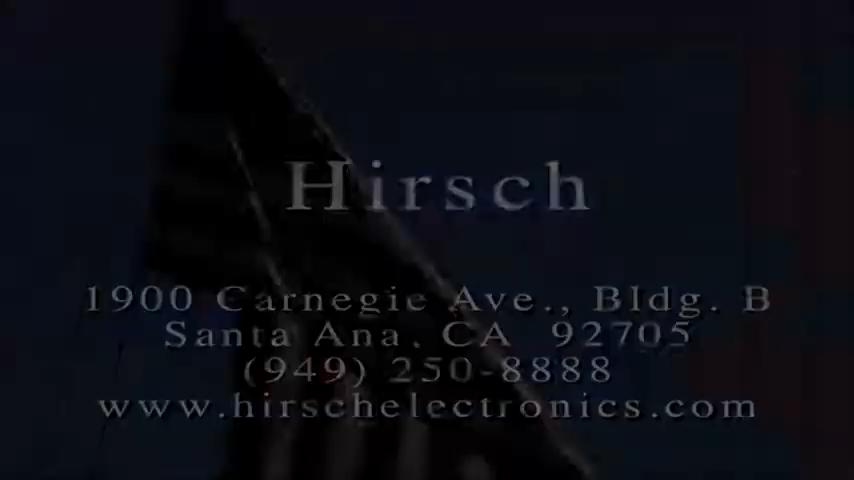 Hirsch
1900 Carnegie Ave., Bldg. B
Santa Ana, CA 92705
(949) 250-8888
www.hirschelectronics.com